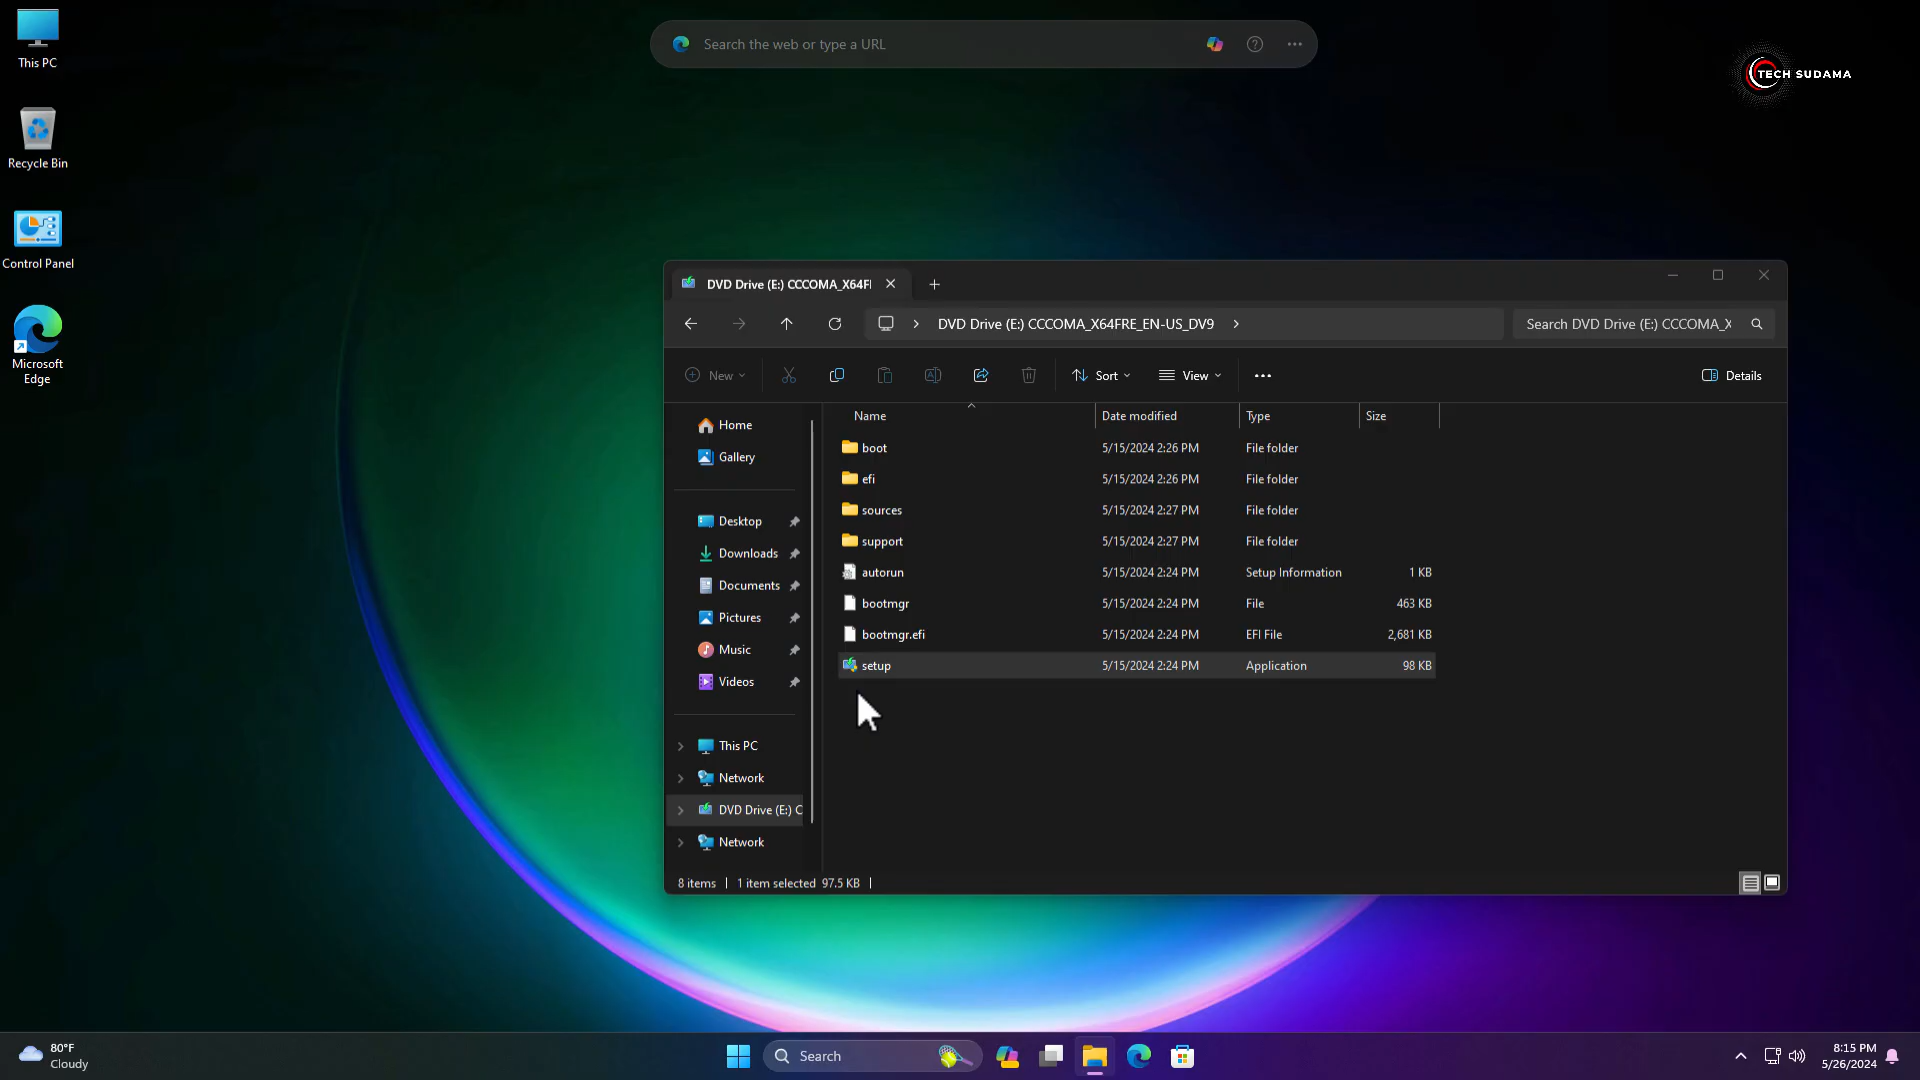 This PC
Recycle Bin
Control Panel
Microsoft
Edge
Search the web or type a URL
TECH SUDAMA
DVD Drive (E:) CCCOMA_X64F
DVD Drive (E:) CCCOMA_X64FRE_EN-US_DV9
Search DVD Drive (E:) CCCOMA_X
New
Sort
View
Details
Name Date modified Type Size
boot 5/15/2024 2:26 PM File folder
efi 5/15/2024 2:26 PM File folder
sources 5/15/2024 2:27 PM File folder
support 5/15/2024 2:27 PM File folder
autorun 5/15/2024 2:24 PM Setup Information 1 KB
bootmgr 5/15/2024 2:24 PM File 463 KB
bootmgr.efi 5/15/2024 2:24 PM EFI File 2,681 KB
setup 5/15/2024 2:24 PM Application 98 KB
Home
Gallery
Desktop
Downloads
Documents
Pictures
Music
Videos
This PC
Network
DVD Drive (E:) C
Network
8 items 1 item selected 97.5 KB
80°F
Cloudy
Search
8:15 PM
5/26/2024